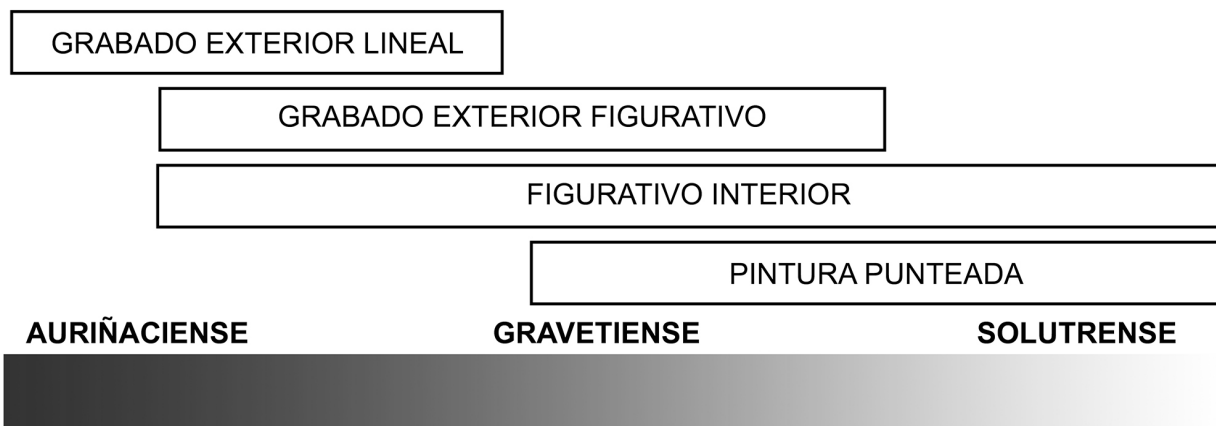 GRABADO EXTERIOR LINEAL
GRABADO EXTERIOR FIGURATIVO
FIGURATIVO INTERIOR
PINTURA PUNTEADA
AURIÑACIENSE GRAVETIENSE SOLUTRENSE